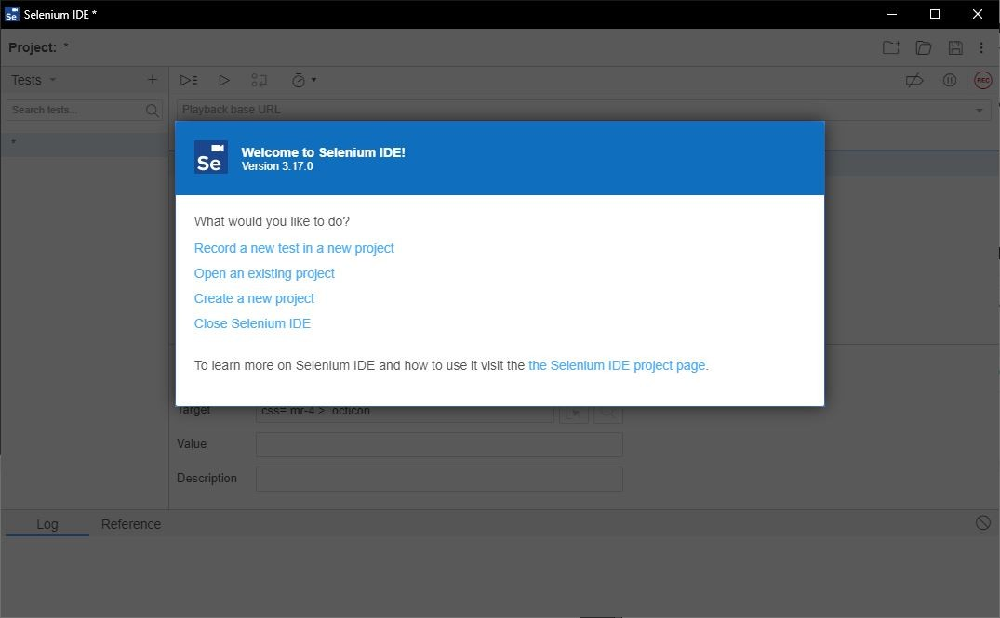 Se Selenium IDE *
Project: *
Tests
Search tests...
*
REC
Playback base URL
Se Welcome to Selenium IDE!
Version 3.17.0
What would you like to do?
Record a new test in a new project
Open an existing project
Create a new project
Close Selenium IDE
To learn more on Selenium IDE and how to use it visit the the Selenium IDE project page.
Target css=.mr-4 > .octicon
Value
Description
Log Reference